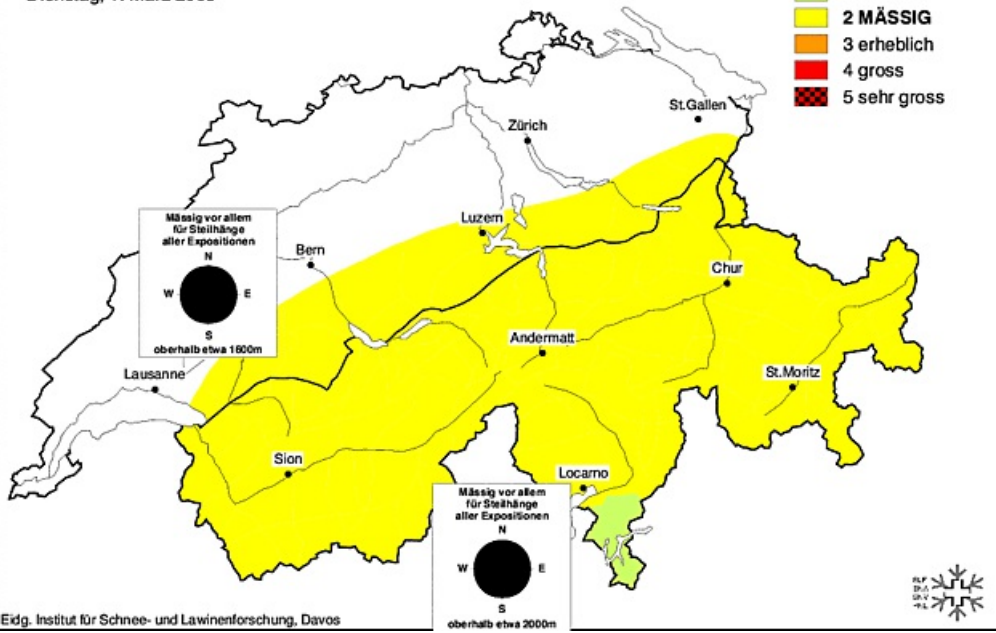 2 MÄSSIG
3 erheblich
4 gross
5 sehr gross
St.Gallen
Zürich
Mässig vor allem
für Steilhänge
aller Expositionen
N
W E
S
oberhalb etwa 1600m
Luzern
Bern
Chur
Andermatt
Lausanne
St.Moritz
Sion
Locarno
Mässig vor allem
für Steilhänge
aller Expositionen
N
W E
S
oberhalb etwa 2000m
Eidg. Institut für Schnee- und Lawinenforschung, Davos